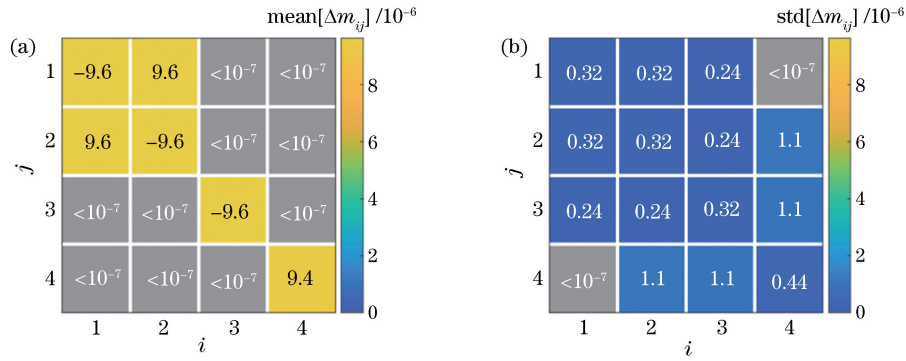 mean[Δm_ij] /10⁻⁶
(a)
1 −9.6 9.6 <10⁻⁷ <10⁻⁷
8
2 9.6 −9.6 <10⁻⁷ <10⁻⁷
6
j
4
3 <10⁻⁷ <10⁻⁷ −9.6 <10⁻⁷
2
4 <10⁻⁷ <10⁻⁷ <10⁻⁷ 9.4
0
1 2 3 4
i
std[Δm_ij] /10⁻⁶
(b)
1 0.32 0.32 0.24 <10⁻⁷
8
2 0.32 0.32 0.24 1.1
6
j
4
3 0.24 0.24 0.32 1.1
2
4 <10⁻⁷ 1.1 1.1 0.44
0
1 2 3 4
i